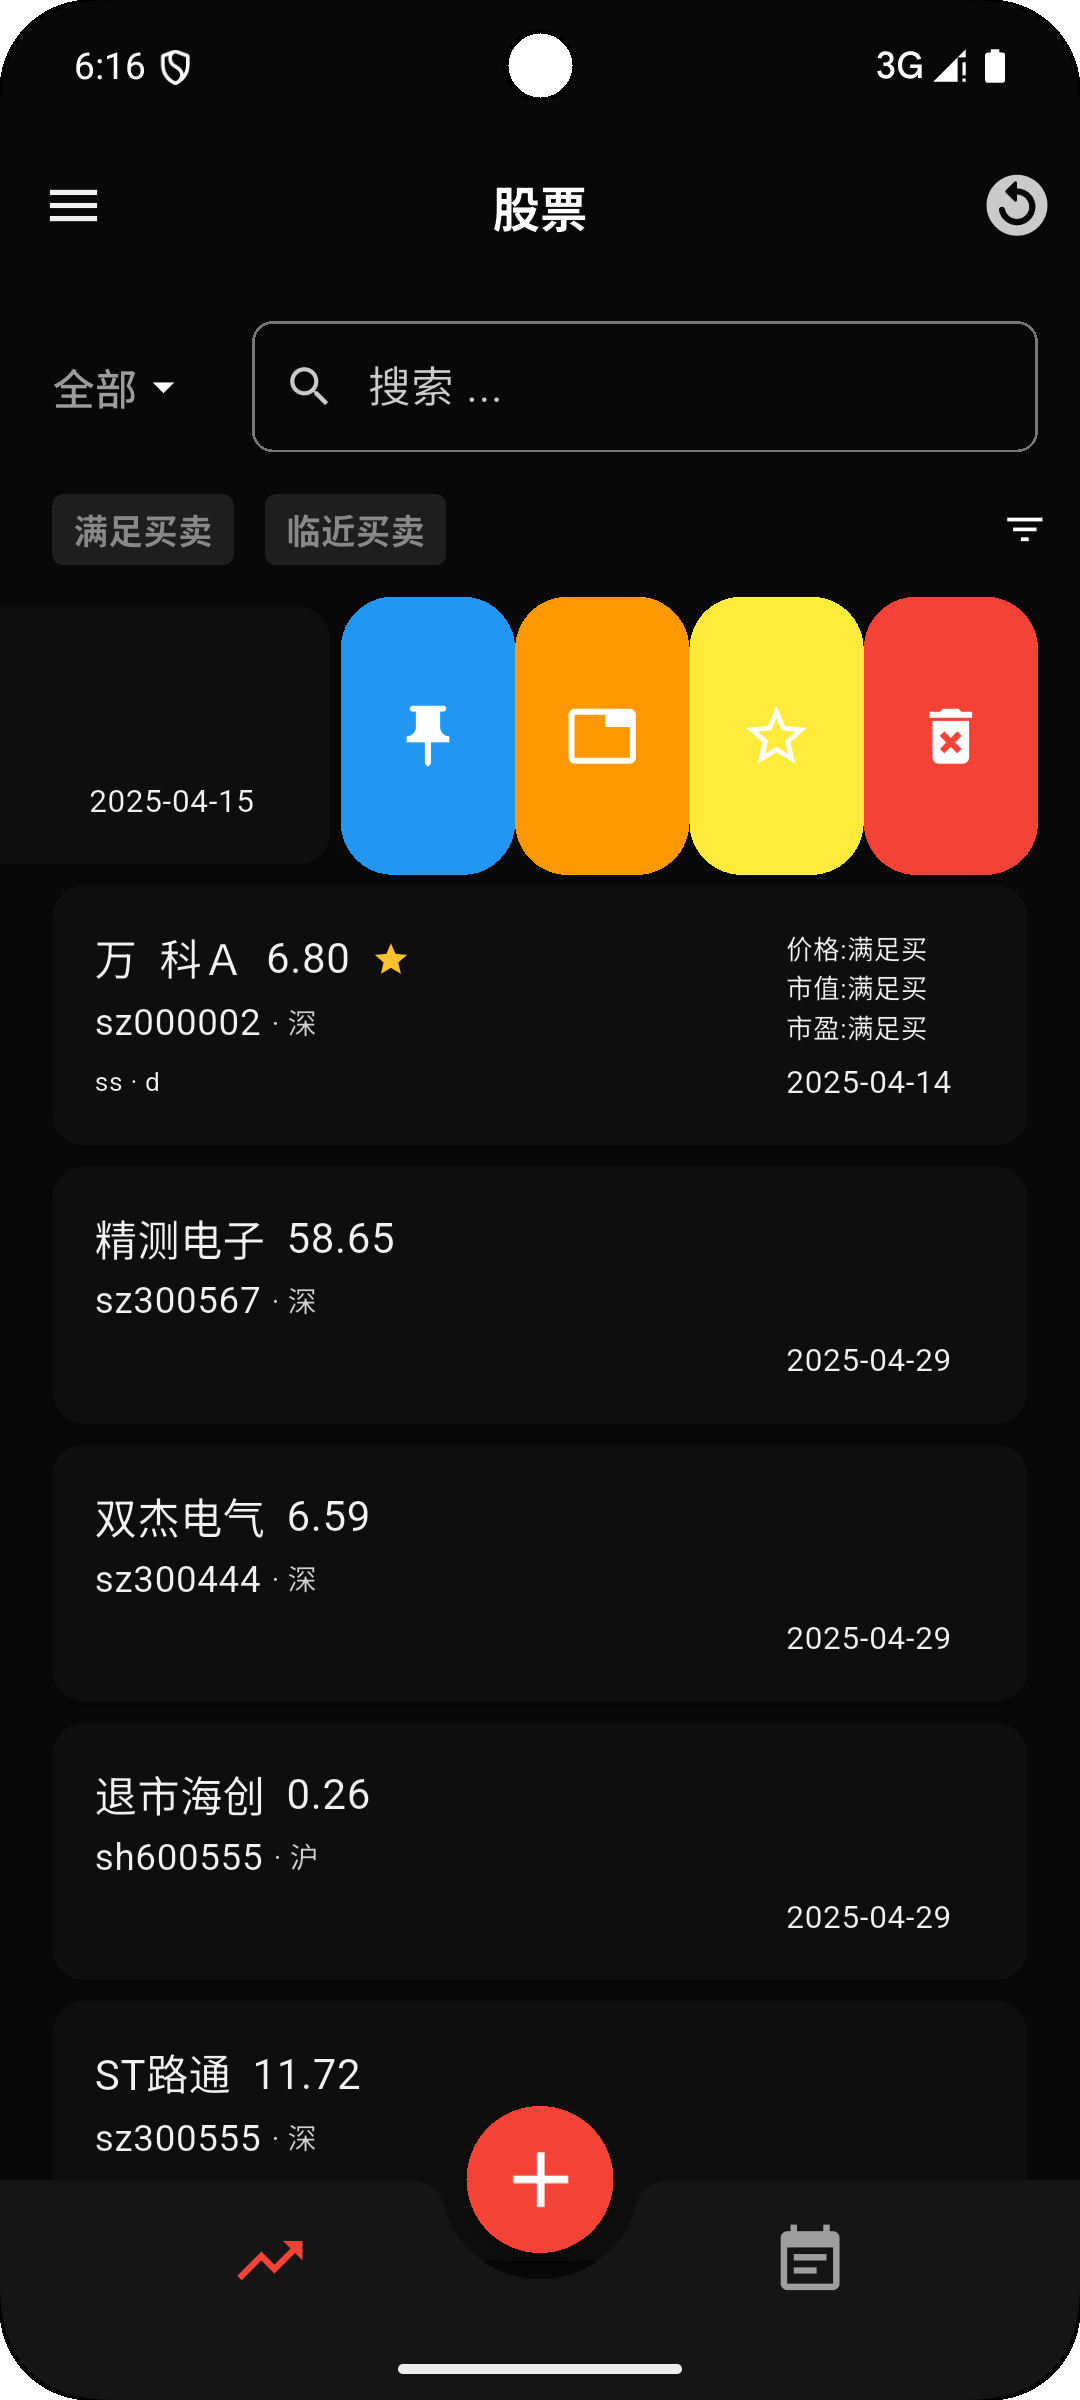 6:16
3G
股票
全部
搜索 ...
满足买卖
临近买卖
2025-04-15
万 科A 6.80
价格:满足买
市值:满足买
市盈:满足买
sz000002 · 深
ss · d
2025-04-14
精测电子 58.65
sz300567 · 深
2025-04-29
双杰电气 6.59
sz300444 · 深
2025-04-29
退市海创 0.26
sh600555 · 沪
2025-04-29
ST路通 11.72
sz300555 · 深